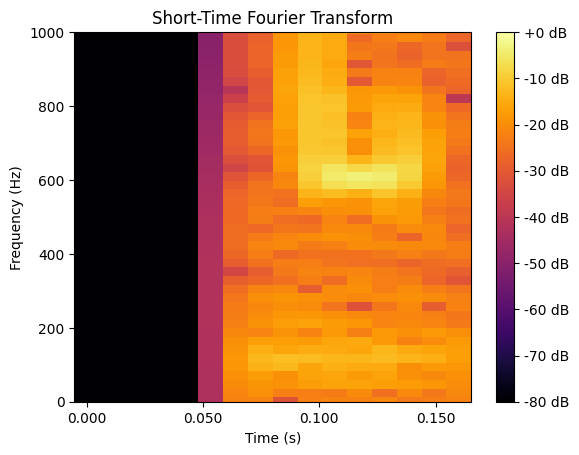 Short-Time Fourier Transform
1000
800
600
400
200
0
Frequency (Hz)
0.000
0.050
0.100
0.150
Time (s)
+0 dB
-10 dB
-20 dB
-30 dB
-40 dB
-50 dB
-60 dB
-70 dB
-80 dB